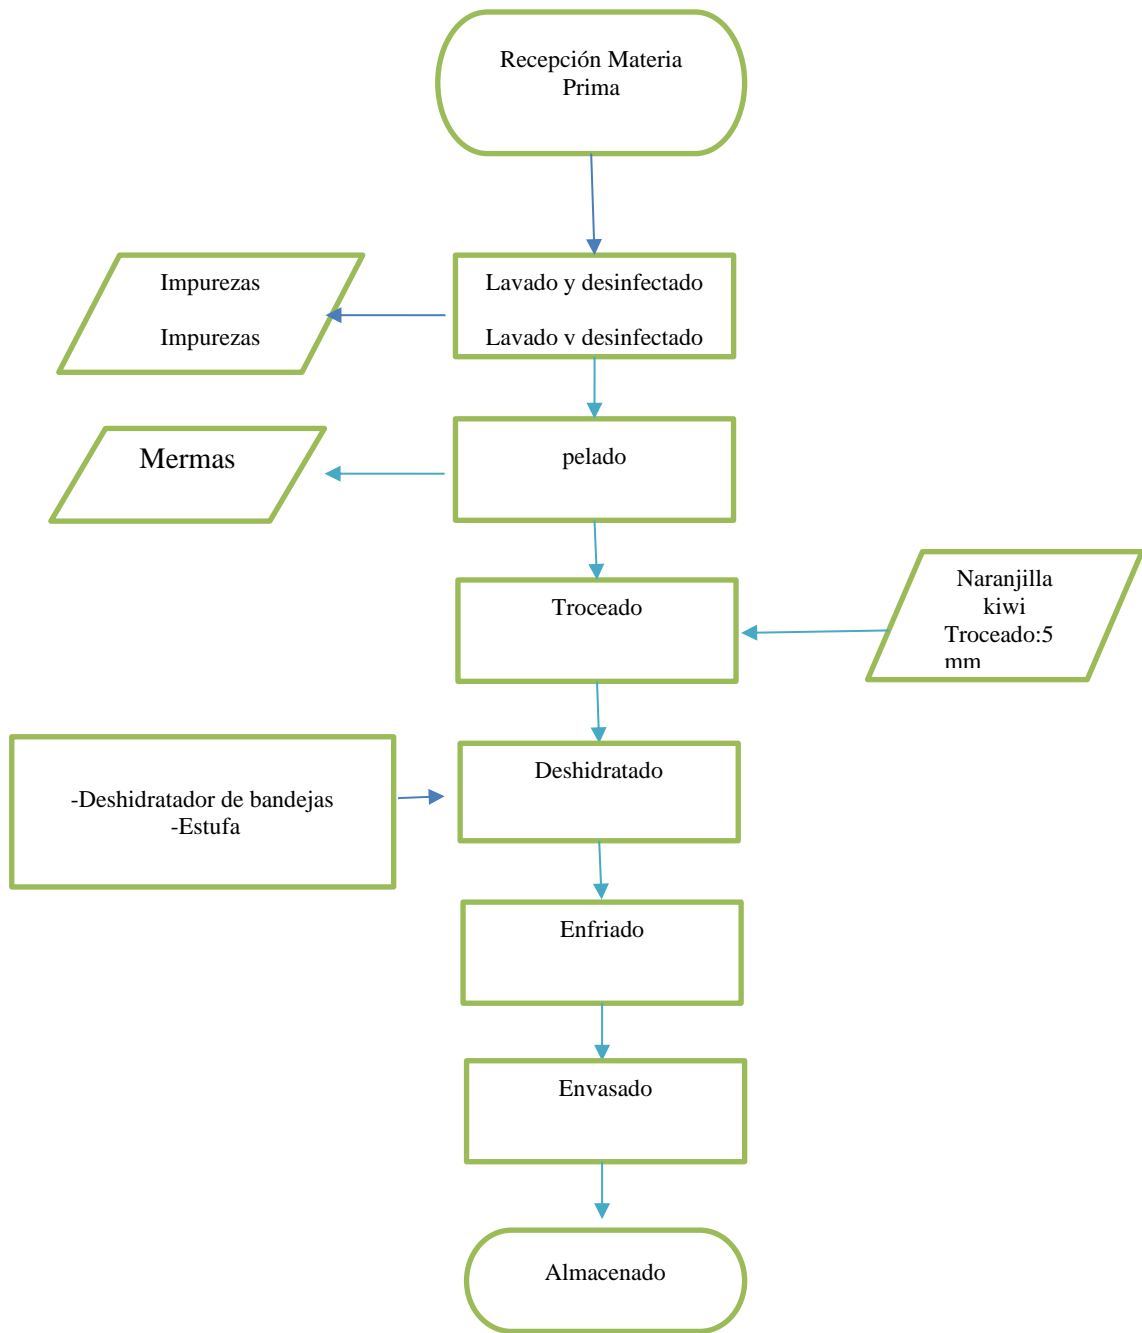 Recepción Materia
Prima
Impurezas
Impurezas
Lavado y desinfectado
Lavado y desinfectado
Mermas
pelado
Troceado
Naranjilla
kiwi
Troceado:5
mm
-Deshidratador de bandejas
-Estufa
Deshidratado
Enfriado
Envasado
Almacenado